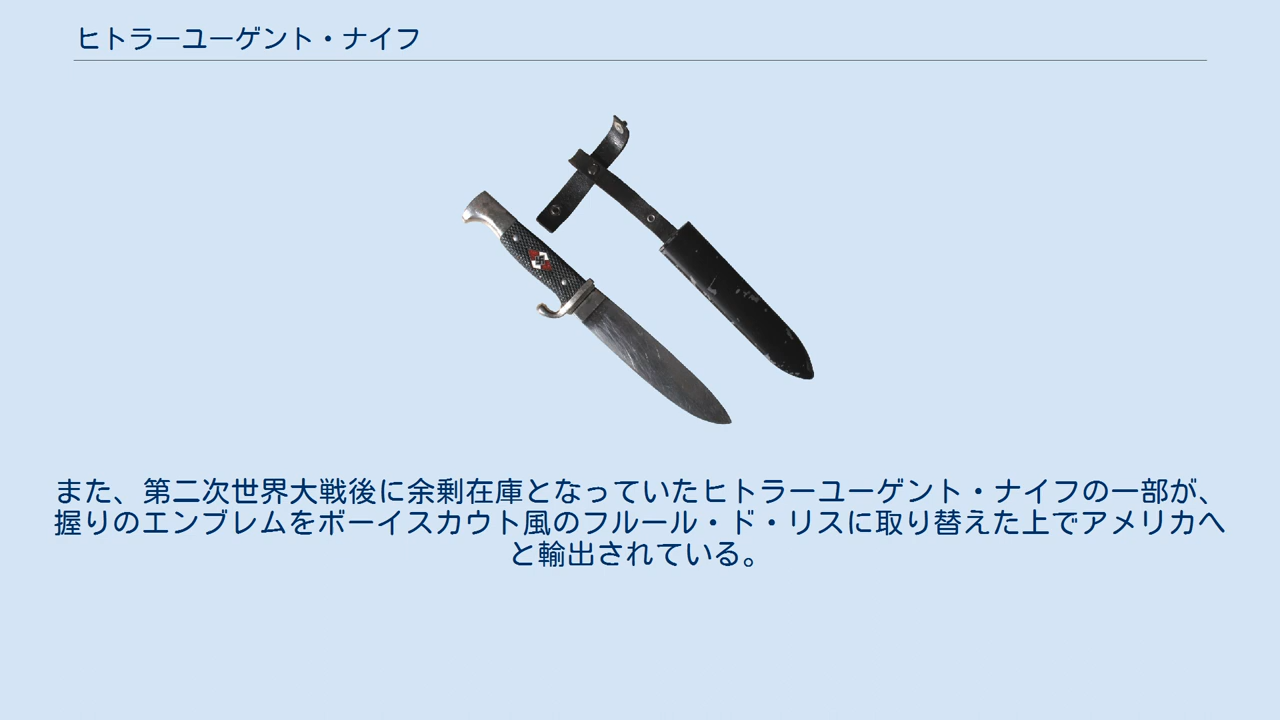 ヒトラーユーゲント・ナイフ
また、第二次世界大戦後に余剰在庫となっていたヒトラーユーゲント・ナイフの一部が、
握りのエンブレムをボーイスカウト風のフルール・ド・リスに取り替えた上でアメリカへ
と輸出されている。